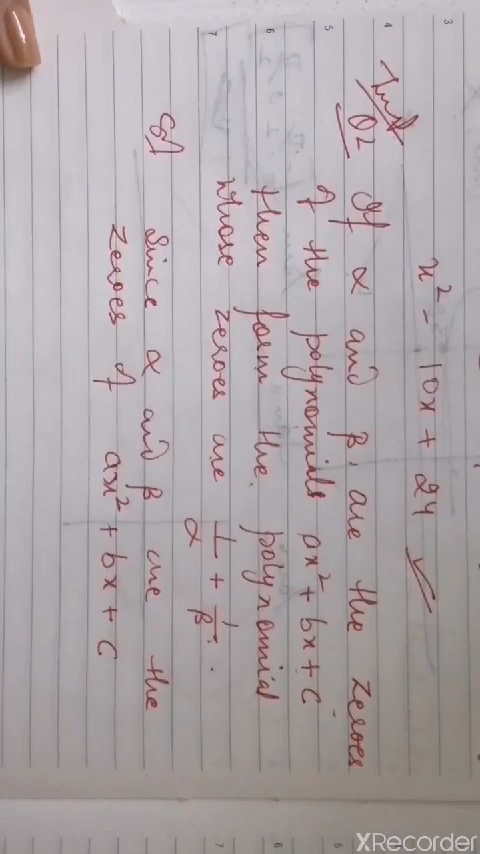 x² - 10x + 24 ✓
Imp
Q2 If α and β, are the zeroes
of the polynomials ax² + bx + c
then form the polynomial
whose zeroes are 1/α + 1/β.
Sol Since α and β are the
zeroes of ax² + bx + c
XRecorder